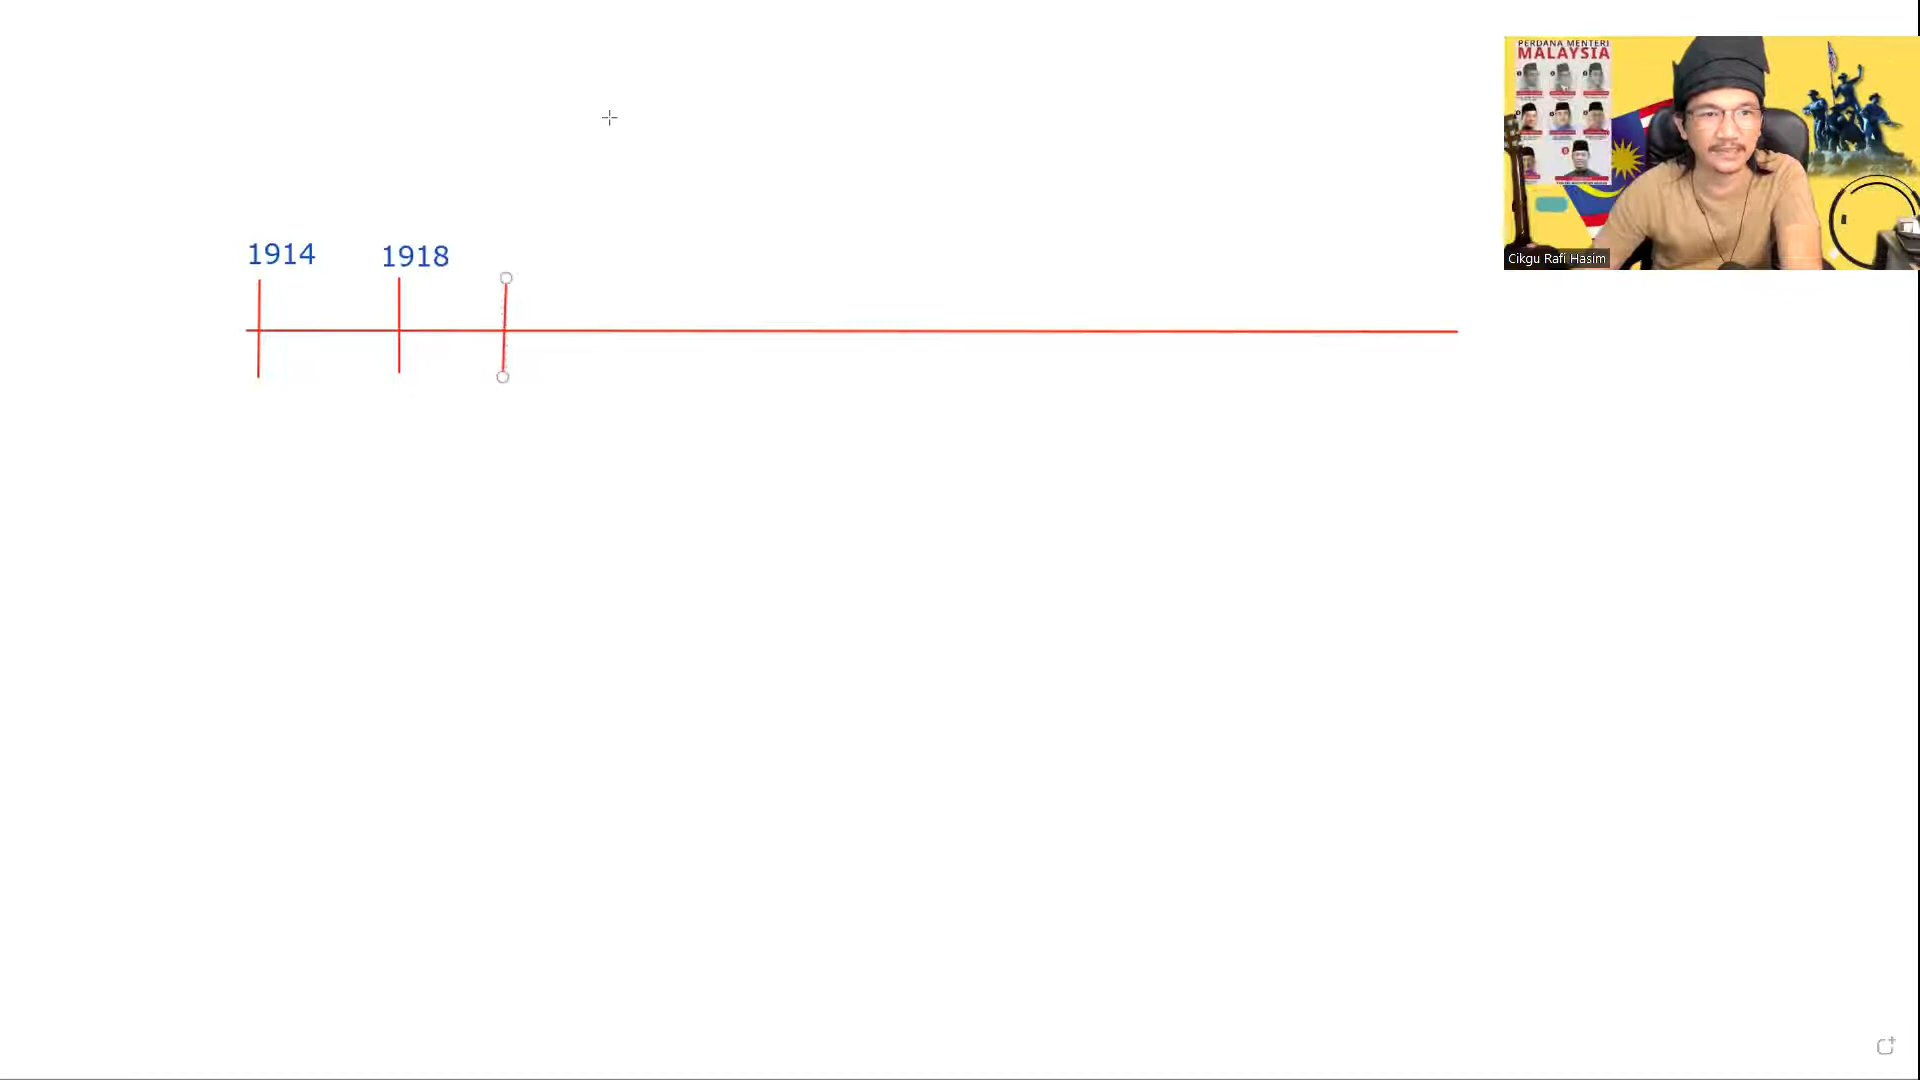 PERDANA MENTERI
MALAYSIA
1914
1918
Cikgu Rafi Hasim